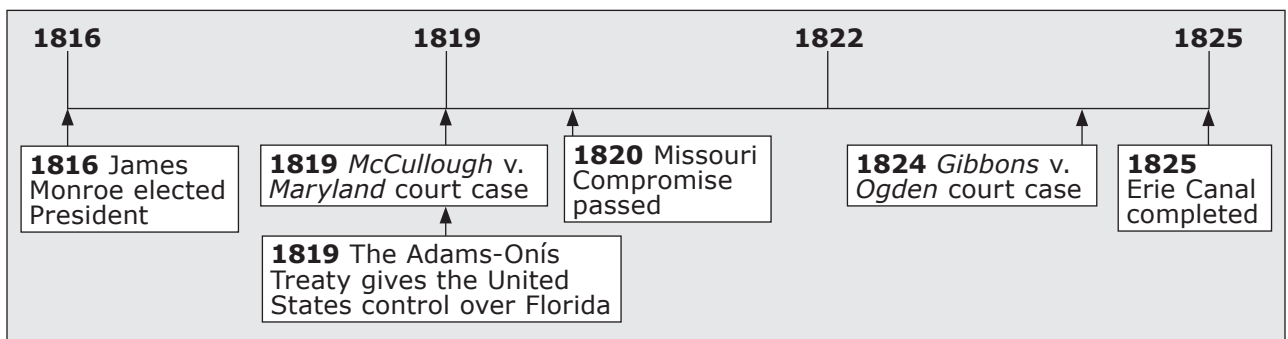 1816 1819 1822 1825
1816 James
Monroe elected
President
1819 McCullough v.
Maryland court case
1819 The Adams-Onís
Treaty gives the United
States control over Florida
1820 Missouri
Compromise
passed
1824 Gibbons v.
Ogden court case
1825
Erie Canal
completed